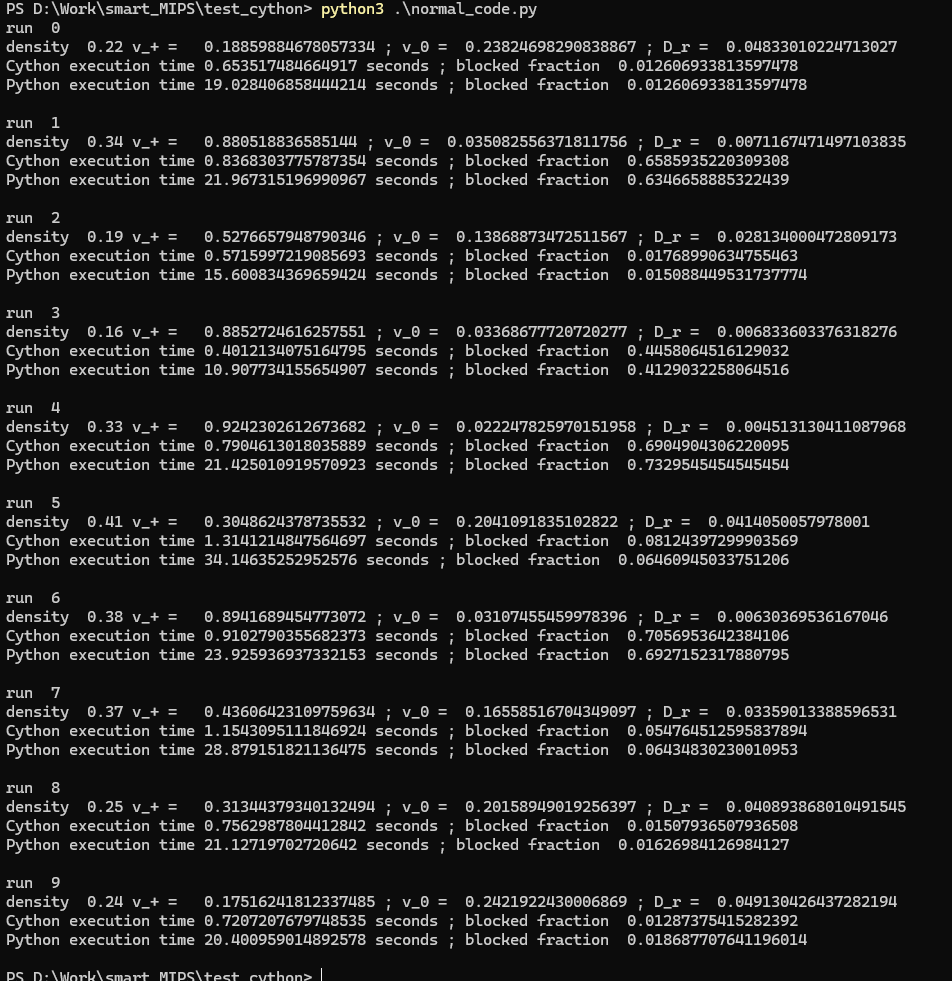 PS D:\Work\smart_MIPS\test_cython> python3 .\normal_code.py
run  0
density  0.22 v_+ =   0.18859884678057334 ; v_0 =  0.23824698290838867 ; D_r =  0.04833010224713027
Cython execution time 0.653517484664917 seconds ; blocked fraction  0.012606933813597478
Python execution time 19.028406858444214 seconds ; blocked fraction  0.012606933813597478

run  1
density  0.34 v_+ =   0.880518836585144 ; v_0 =  0.035082556371811756 ; D_r =  0.0071167471497103835
Cython execution time 0.8368303775787354 seconds ; blocked fraction  0.6585935220309308
Python execution time 21.967315196990967 seconds ; blocked fraction  0.6346658885322439

run  2
density  0.19 v_+ =   0.5276657948790346 ; v_0 =  0.13868873472511567 ; D_r =  0.028134000472809173
Cython execution time 0.5715997219085693 seconds ; blocked fraction  0.01768990634755463
Python execution time 15.600834369659424 seconds ; blocked fraction  0.015088449531737774

run  3
density  0.16 v_+ =   0.8852724616257551 ; v_0 =  0.03368677720720277 ; D_r =  0.006833603376318276
Cython execution time 0.4012134075164795 seconds ; blocked fraction  0.4458064516129032
Python execution time 10.907734155654907 seconds ; blocked fraction  0.4129032258064516

run  4
density  0.33 v_+ =   0.9242302612673682 ; v_0 =  0.022247825970151958 ; D_r =  0.004513130411087968
Cython execution time 0.7904613018035889 seconds ; blocked fraction  0.6904904306220095
Python execution time 21.425010919570923 seconds ; blocked fraction  0.7329545454545454

run  5
density  0.41 v_+ =   0.3048624378735532 ; v_0 =  0.2041091835102822 ; D_r =  0.0414050057978001
Cython execution time 1.3141214847564697 seconds ; blocked fraction  0.08124397299903569
Python execution time 34.14635252952576 seconds ; blocked fraction  0.06460945033751206

run  6
density  0.38 v_+ =   0.8941689454773072 ; v_0 =  0.03107455459978396 ; D_r =  0.00630369536167046
Cython execution time 0.9102790355682373 seconds ; blocked fraction  0.7056953642384106
Python execution time 23.925936937332153 seconds ; blocked fraction  0.6927152317880795

run  7
density  0.37 v_+ =   0.43606423109759634 ; v_0 =  0.16558516704349097 ; D_r =  0.03359013388596531
Cython execution time 1.1543095111846924 seconds ; blocked fraction  0.054764512595837894
Python execution time 28.879151821136475 seconds ; blocked fraction  0.06434830230010953

run  8
density  0.25 v_+ =   0.31344379340132494 ; v_0 =  0.20158949019256397 ; D_r =  0.040893868010491545
Cython execution time 0.7562987804412842 seconds ; blocked fraction  0.01507936507936508
Python execution time 21.12719702720642 seconds ; blocked fraction  0.01626984126984127

run  9
density  0.24 v_+ =   0.17516241812337485 ; v_0 =  0.2421922430006869 ; D_r =  0.049130426437282194
Cython execution time 0.7207207679748535 seconds ; blocked fraction  0.01287375415282392
Python execution time 20.400959014892578 seconds ; blocked fraction  0.018687707641196014

PS D:\Work\smart_MIPS\test_cython>